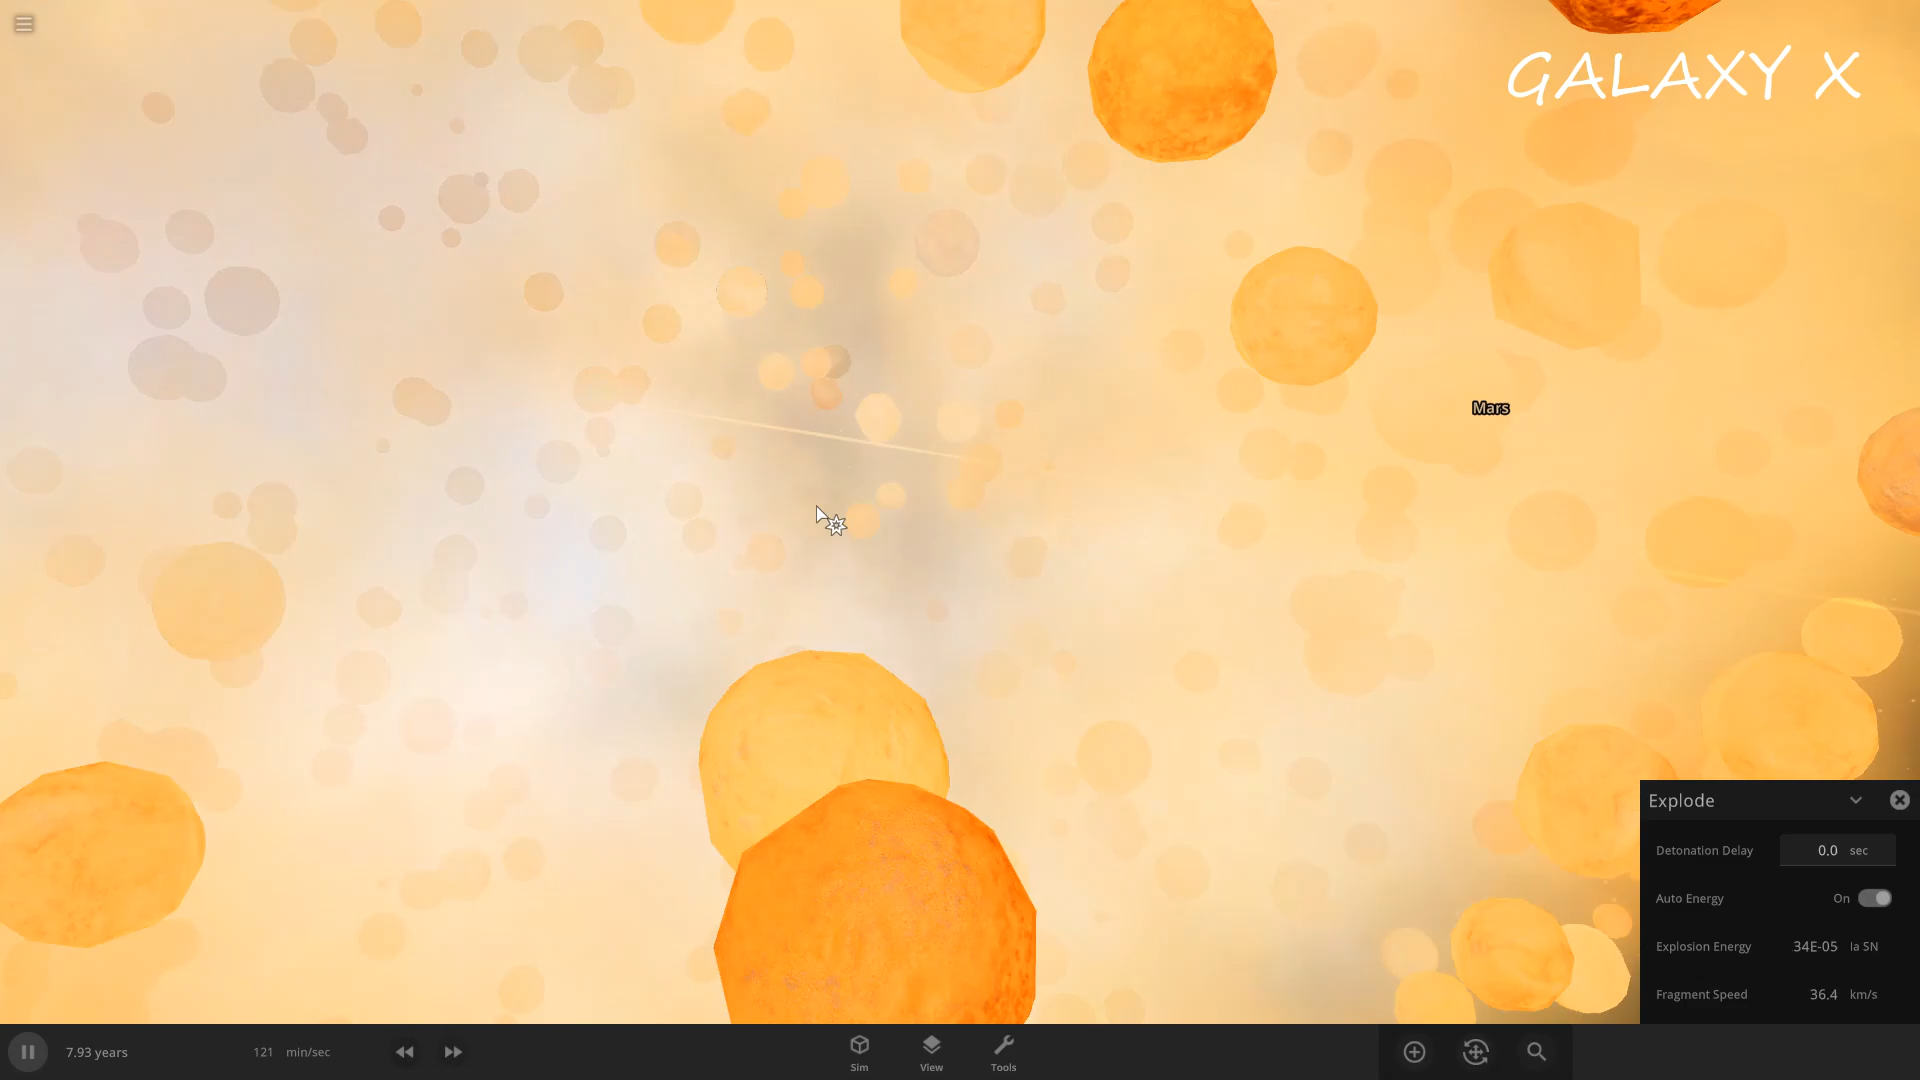 GALAXY X
Mars
Explode
Detonation Delay 0.0 sec
Auto Energy On
Explosion Energy 34E-05 Ia SN
Fragment Speed 36.4 km/s
7.93 years 121 min/sec
Sim View Tools